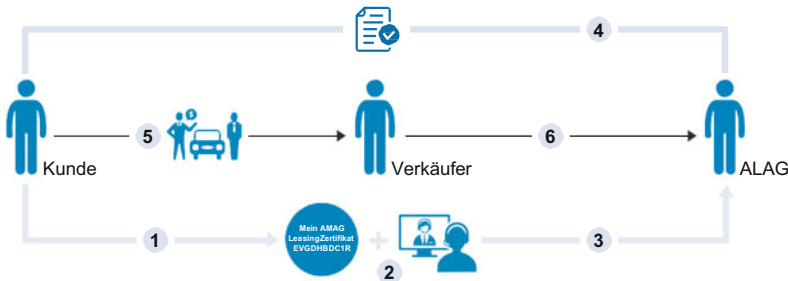 4
5
6
Kunde
Verkäufer
ALAG
1
Mein AMAG
LeasingZertifikat
EVGDHBDC1R
2
3